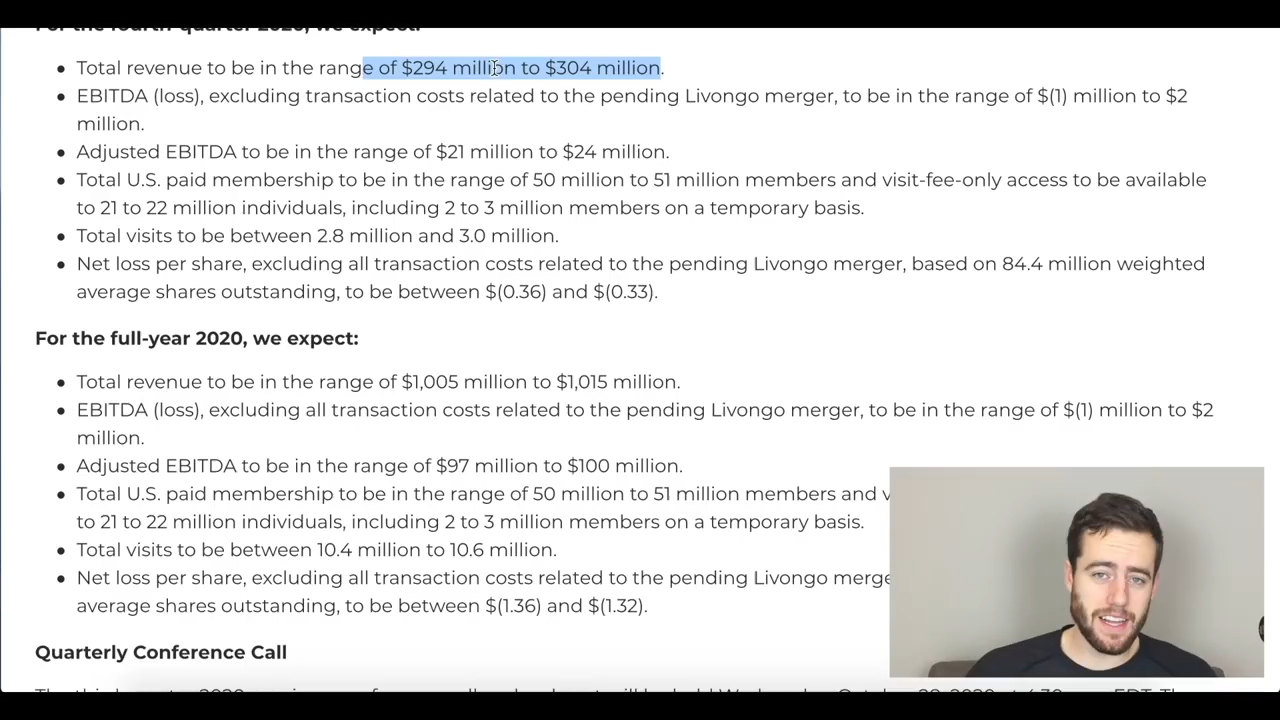 For the fourth-quarter 2020, we expect:
Total revenue to be in the range of $294 million to $304 million.
EBITDA (loss), excluding transaction costs related to the pending Livongo merger, to be in the range of $(1) million to $2
million.
Adjusted EBITDA to be in the range of $21 million to $24 million.
Total U.S. paid membership to be in the range of 50 million to 51 million members and visit-fee-only access to be available
to 21 to 22 million individuals, including 2 to 3 million members on a temporary basis.
Total visits to be between 2.8 million and 3.0 million.
Net loss per share, excluding all transaction costs related to the pending Livongo merger, based on 84.4 million weighted
average shares outstanding, to be between $(0.36) and $(0.33).
For the full-year 2020, we expect:
Total revenue to be in the range of $1,005 million to $1,015 million.
EBITDA (loss), excluding all transaction costs related to the pending Livongo merger, to be in the range of $(1) million to $2
million.
Adjusted EBITDA to be in the range of $97 million to $100 million.
Total U.S. paid membership to be in the range of 50 million to 51 million members and
to 21 to 22 million individuals, including 2 to 3 million members on a temporary basis.
Total visits to be between 10.4 million to 10.6 million.
Net loss per share, excluding all transaction costs related to the pending Livongo
average shares outstanding, to be between $(1.36) and $(1.32).
Quarterly Conference Call